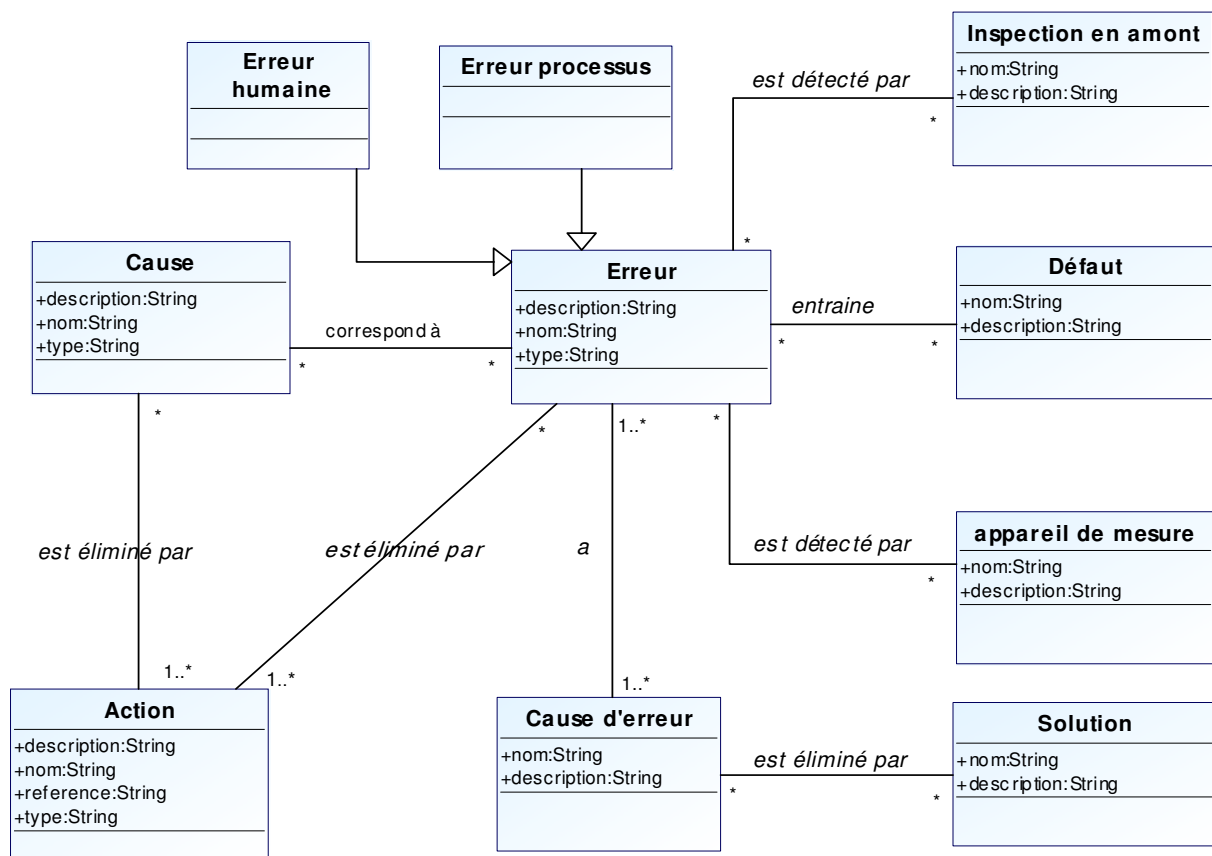 Erreur
humaine
Erreur processus
Inspection en amont
+nom:String
+description:String
est détecté par
*
*
Cause
+description:String
+nom:String
+type:String
correspondà
*
*
Erreur
+description:String
+nom:String
+type:String
entraine
*
*
Défaut
+nom:String
+description:String
*
est éliminé par
1..*
*
est éliminé par
1..*
1..*
a
1..*
*
est détecté par
*
appareil de mesure
+nom:String
+description:String
Action
+description:String
+nom:String
+reference:String
+type:String
Cause d'erreur
+nom:String
+description:String
est éliminé par
*
*
Solution
+nom:String
+description:String